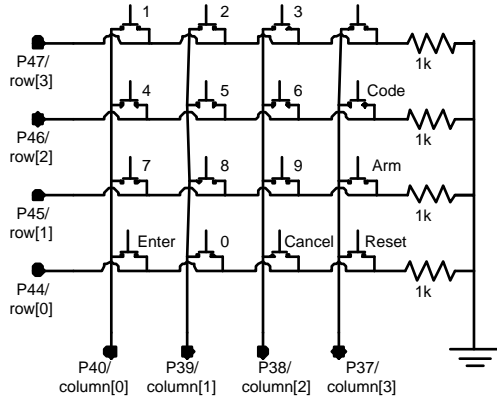 1 2 3
P47/
row[3]
1k
4 5 6 Code
P46/
row[2]
1k
7 8 9 Arm
P45/
row[1]
1k
Enter 0 Cancel Reset
P44/
row[0]
1k
P40/ P39/ P38/ P37/
column[0] column[1] column[2] column[3]